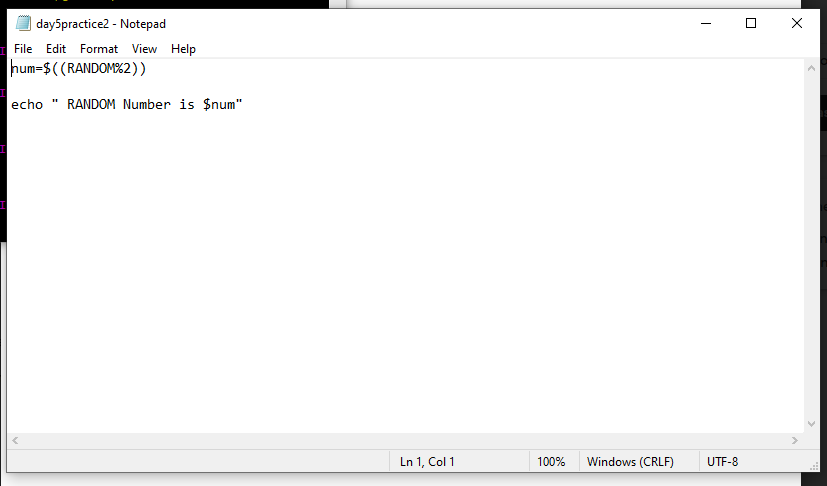 day5practice2 - Notepad
File Edit Format View Help
num=$((RANDOM%2))
echo " RANDOM Number is $num"
Ln 1, Col 1 100% Windows (CRLF) UTF-8